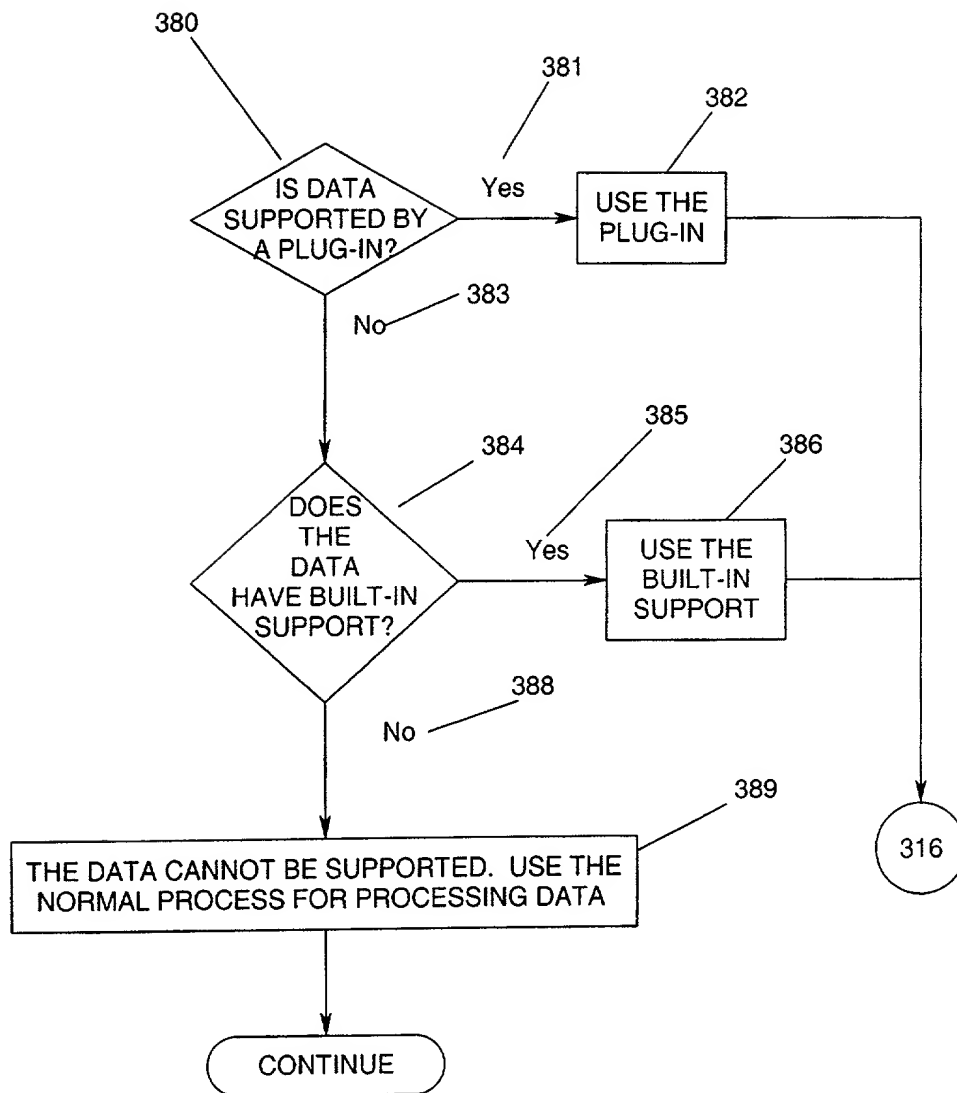 380
381
382
IS DATA
SUPPORTED BY
A PLUG-IN?
Yes
USE THE
PLUG-IN
No
383
384
385
386
DOES
THE
DATA
HAVE BUILT-IN
SUPPORT?
Yes
USE THE
BUILT-IN
SUPPORT
No
388
389
THE DATA CANNOT BE SUPPORTED. USE THE
NORMAL PROCESS FOR PROCESSING DATA
316
CONTINUE